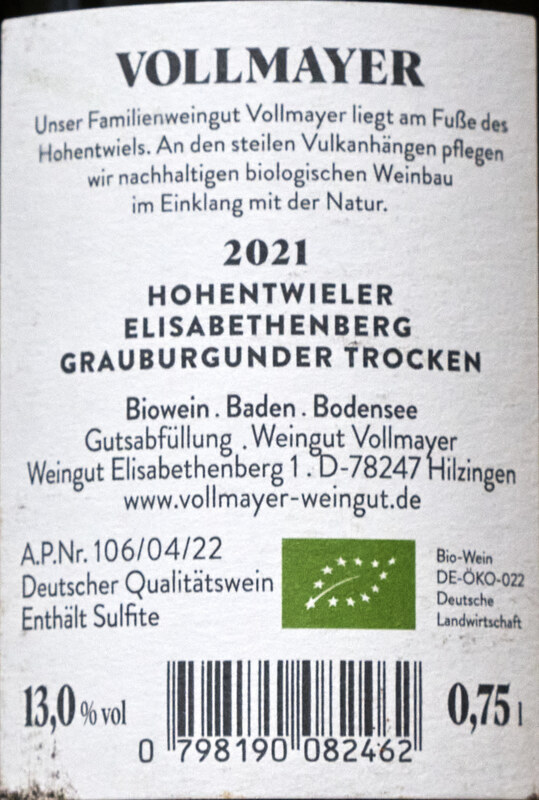 VOLLMAYER
Unser Familienweingut Vollmayer liegt am Fuße des
Hohentwiels. An den steilen Vulkanhängen pflegen
wir nachhaltigen biologischen Weinbau
im Einklang mit der Natur.
2021
HOHENTWIELER
ELISABETHENBERG
GRAUBURGUNDER TROCKEN
Biowein . Baden . Bodensee
Gutsabfüllung . Weingut Vollmayer
Weingut Elisabethenberg 1 . D-78247 Hilzingen
www.vollmayer-weingut.de
A.P.Nr. 106/04/22
Deutscher Qualitätswein
Enthält Sulfite
Bio-Wein
DE-ÖKO-022
Deutsche
Landwirtschaft
13,0 % vol
0,75 l
0 798190 082462